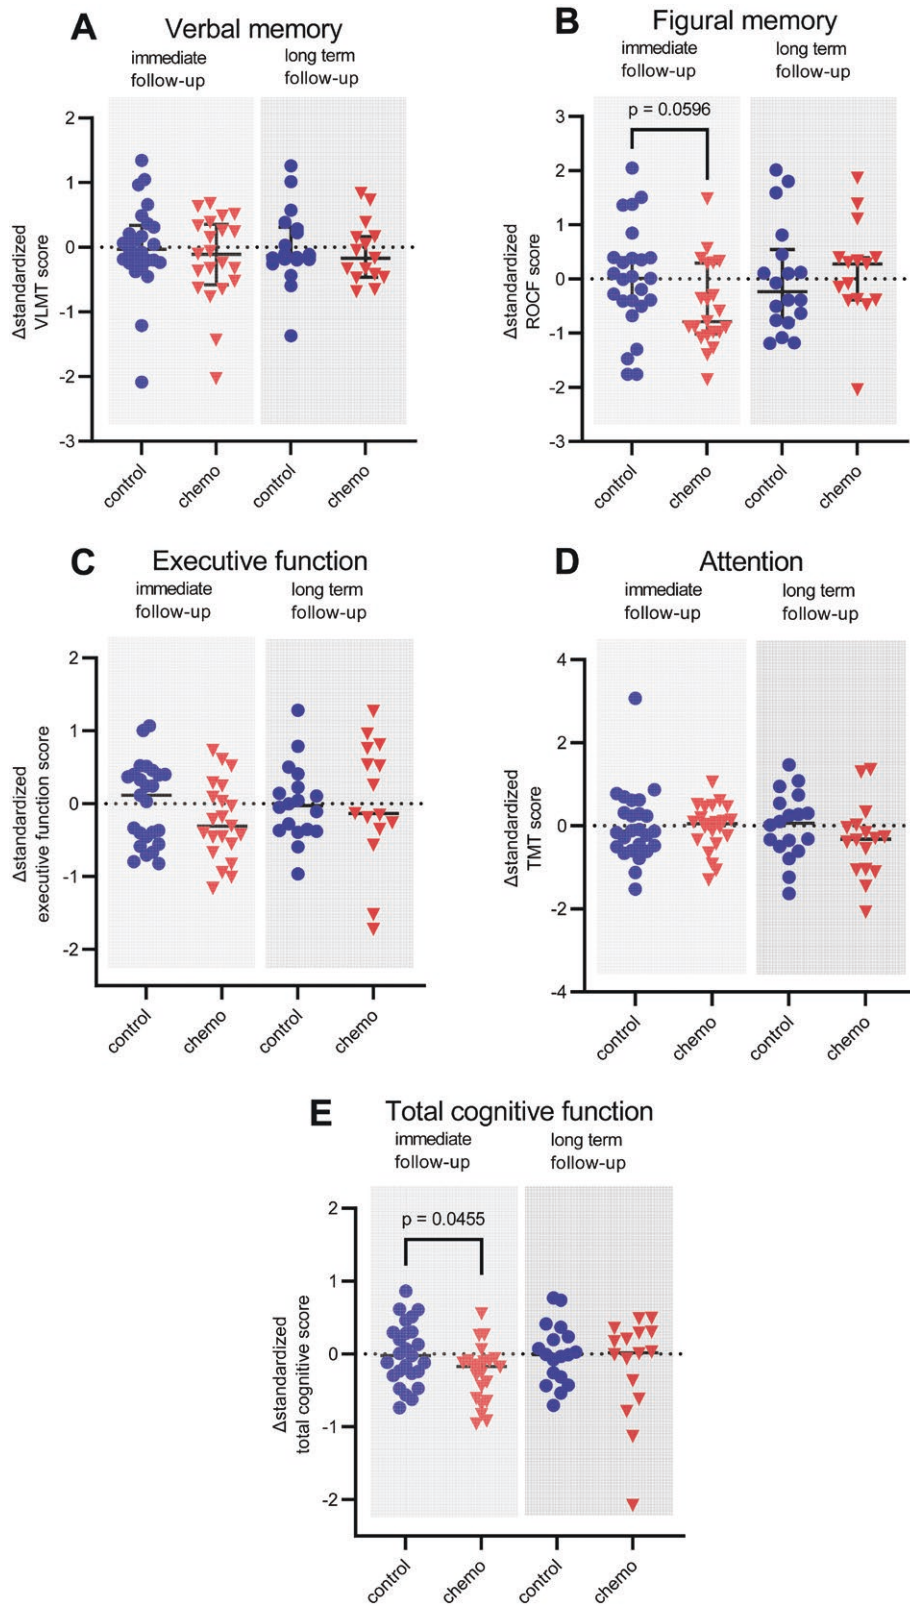 A Verbal memory
immediate follow-up
long term follow-up
Δstandardized
VLMT score
2
1
0
-1
-2
-3
control
chemo
control
chemo
B Figural memory
immediate follow-up
long term follow-up
p = 0.0596
Δstandardized
ROCF score
3
2
1
0
-1
-2
-3
control
chemo
control
chemo
C Executive function
immediate follow-up
long term follow-up
Δstandardized
executive function score
2
1
0
-1
-2
control
chemo
control
chemo
D Attention
immediate follow-up
long term follow-up
Δstandardized
TMT score
4
2
0
-2
-4
control
chemo
control
chemo
E Total cognitive function
immediate follow-up
long term follow-up
p = 0.0455
Δstandardized
total cognitive score
2
1
0
-1
-2
control
chemo
control
chemo